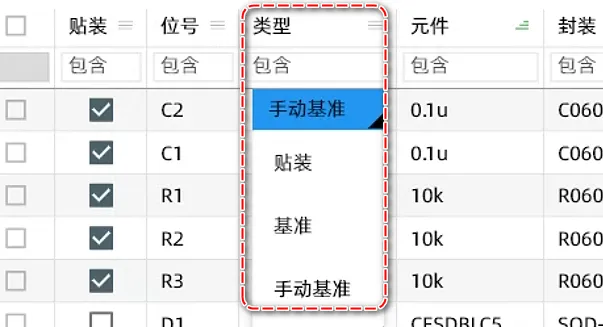 贴装 位号 类型 元件 封装
包含 包含 包含 包含 包含
C2 手动基准 0.1u C060
C1 贴装 0.1u C060
R1 10k R060
R2 基准 10k R060
R3 手动基准 10k R060
D1 CESDBLC5 SOD-